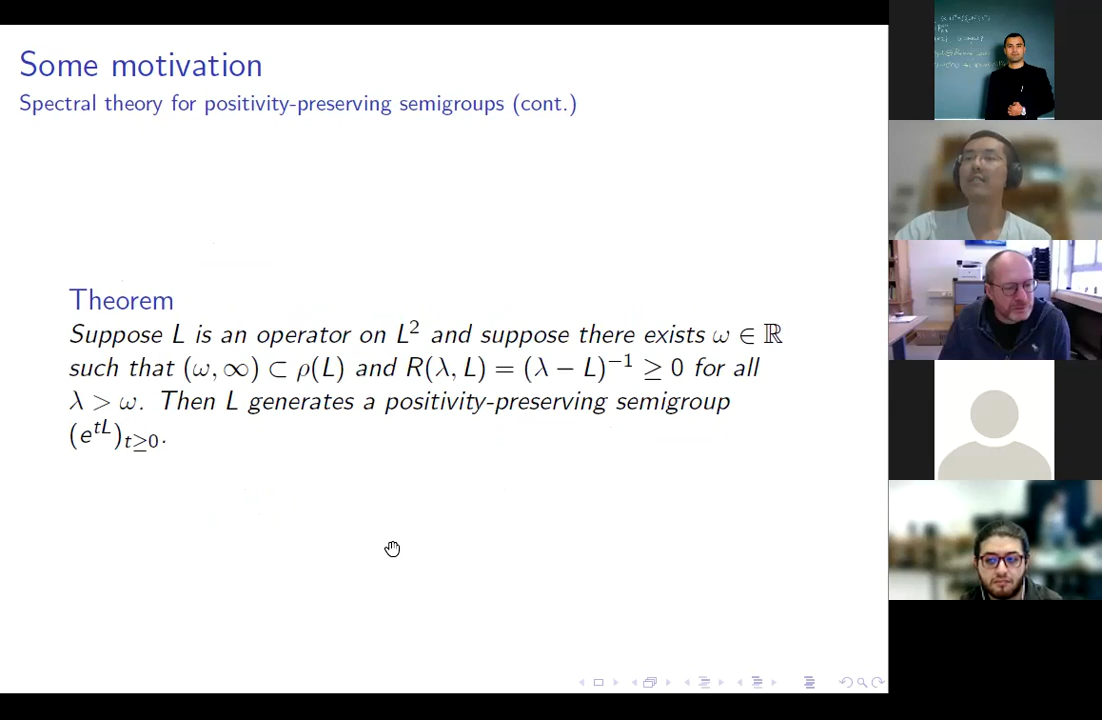 Some motivation
Spectral theory for positivity-preserving semigroups (cont.)
Theorem
Suppose L is an operator on L² and suppose there exists ω ∈ ℝ
such that (ω, ∞) ⊂ ρ(L) and R(λ, L) = (λ − L)⁻¹ ≥ 0 for all
λ > ω. Then L generates a positivity-preserving semigroup
(eᵗᴸ)ₜ≥₀.